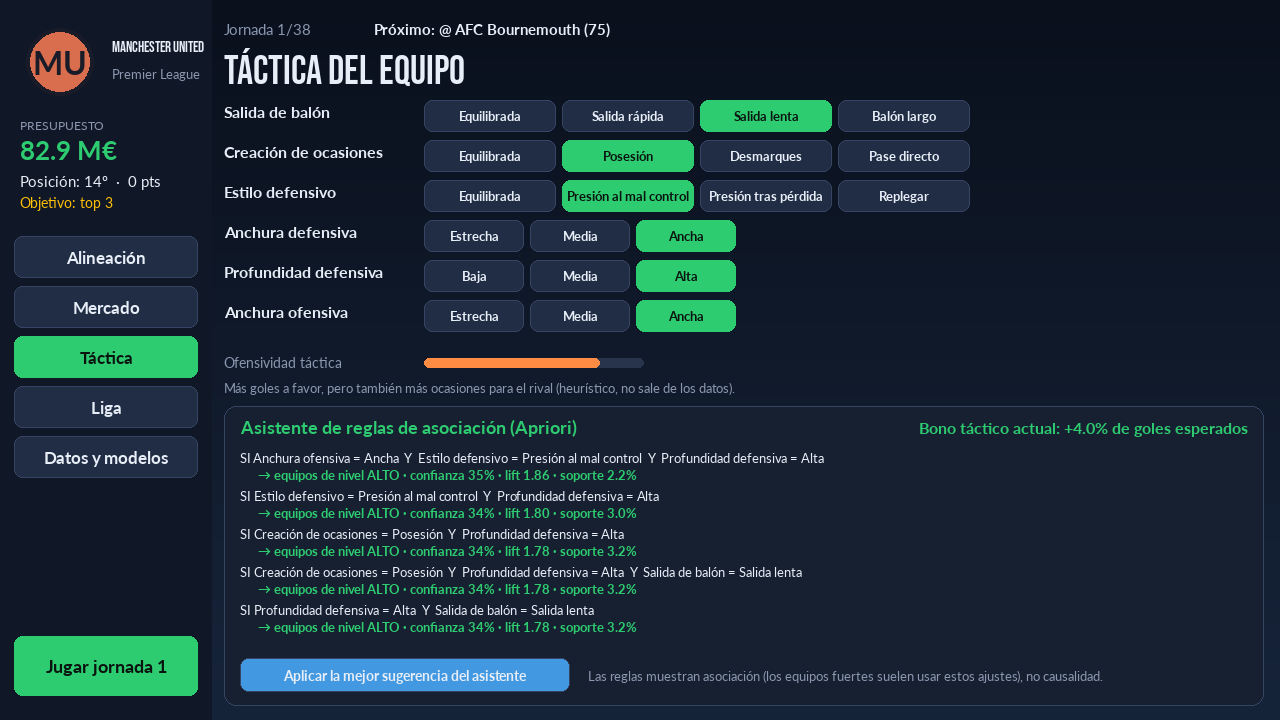 MU
MANCHESTER UNITED
Premier League
PRESUPUESTO
82.9 M€
Posición: 14º · 0 pts
Objetivo: top 3
Alineación
Mercado
Táctica
Liga
Datos y modelos
Jugar jornada 1
Jornada 1/38 Próximo: @ AFC Bournemouth (75)
TÁCTICA DEL EQUIPO
Salida de balón Equilibrada Salida rápida Salida lenta Balón largo
Creación de ocasiones Equilibrada Posesión Desmarques Pase directo
Estilo defensivo Equilibrada Presión al mal control Presión tras pérdida Replegar
Anchura defensiva Estrecha Media Ancha
Profundidad defensiva Baja Media Alta
Anchura ofensiva Estrecha Media Ancha
Ofensividad táctica
Más goles a favor, pero también más ocasiones para el rival (heurístico, no sale de los datos).
Asistente de reglas de asociación (Apriori) Bono táctico actual: +4.0% de goles esperados
SI Anchura ofensiva = Ancha Y Estilo defensivo = Presión al mal control Y Profundidad defensiva = Alta
→ equipos de nivel ALTO · confianza 35% · lift 1.86 · soporte 2.2%
SI Estilo defensivo = Presión al mal control Y Profundidad defensiva = Alta
→ equipos de nivel ALTO · confianza 34% · lift 1.80 · soporte 3.0%
SI Creación de ocasiones = Posesión Y Profundidad defensiva = Alta
→ equipos de nivel ALTO · confianza 34% · lift 1.78 · soporte 3.2%
SI Creación de ocasiones = Posesión Y Profundidad defensiva = Alta Y Salida de balón = Salida lenta
→ equipos de nivel ALTO · confianza 34% · lift 1.78 · soporte 3.2%
SI Profundidad defensiva = Alta Y Salida de balón = Salida lenta
→ equipos de nivel ALTO · confianza 34% · lift 1.78 · soporte 3.2%
Aplicar la mejor sugerencia del asistente Las reglas muestran asociación (los equipos fuertes suelen usar estos ajustes), no causalidad.